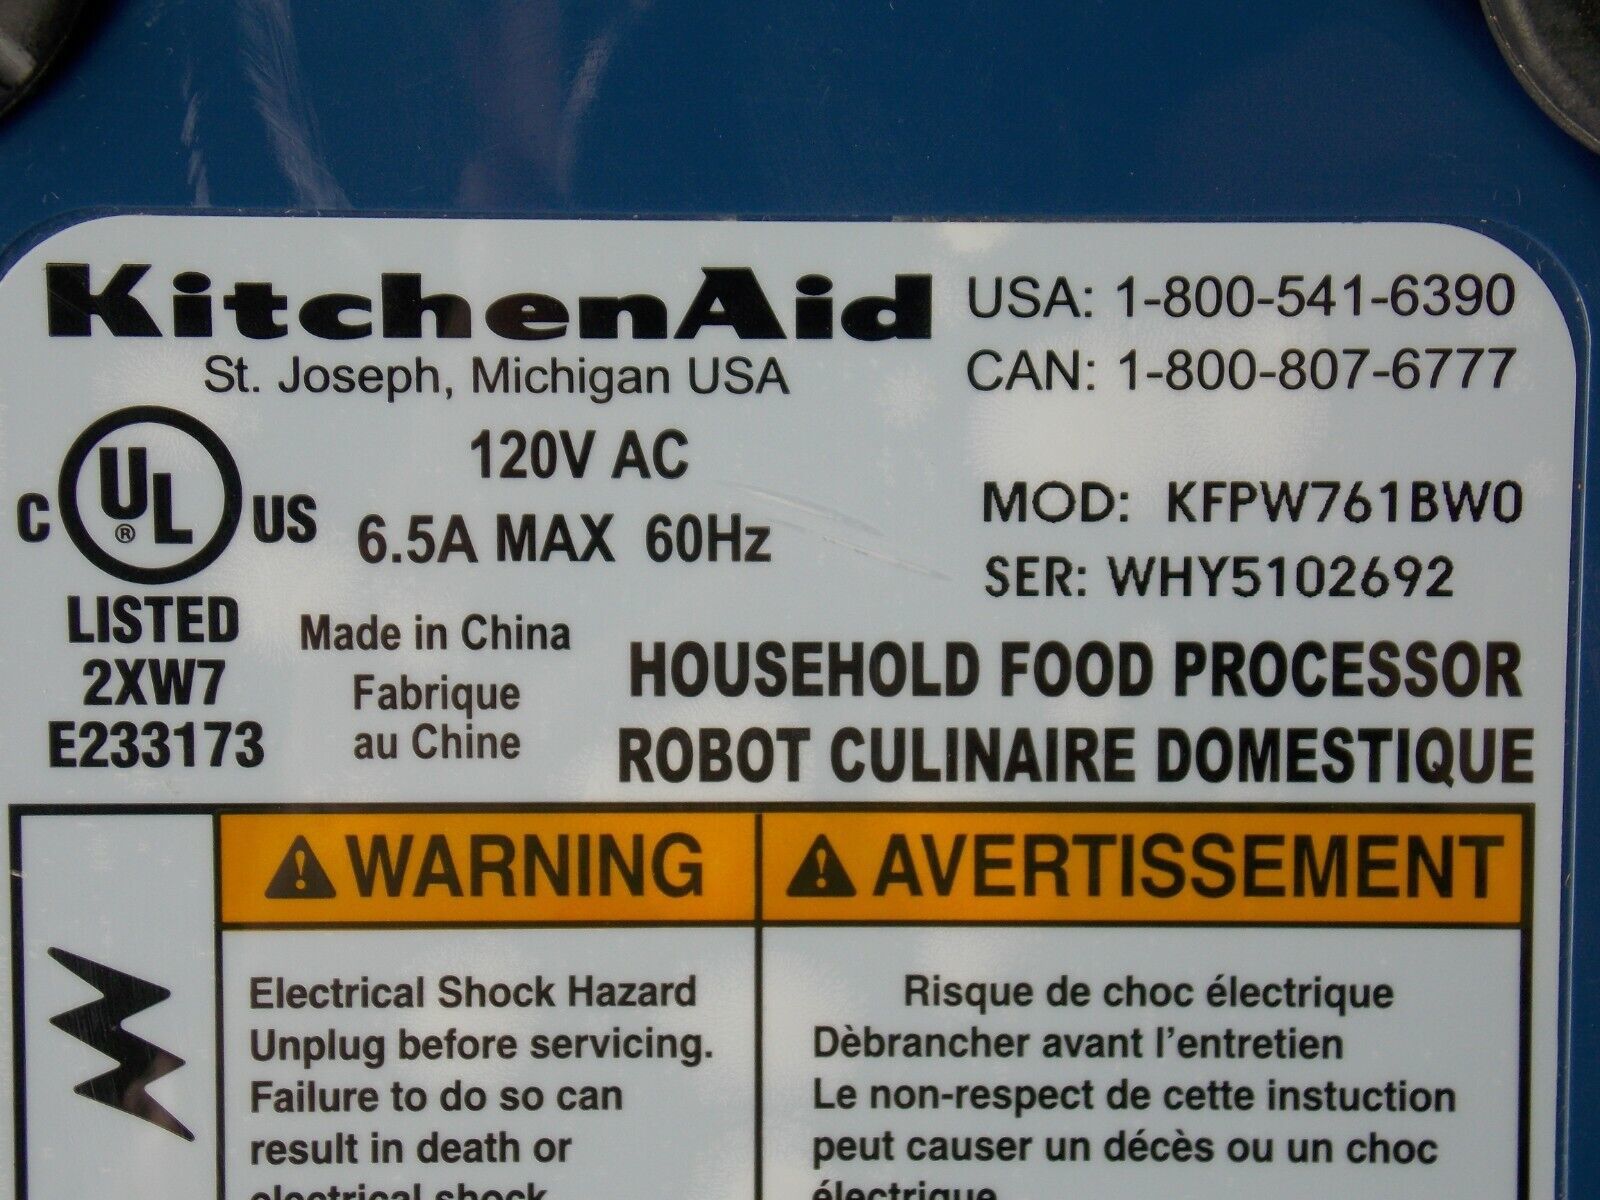 KitchenAid
St. Joseph, Michigan USA
USA: 1-800-541-6390
CAN: 1-800-807-6777
120V AC
6.5A MAX 60Hz
C UL ® US
LISTED
2XW7
E233173
Made in China
Fabrique
au Chine
MOD: KFPW761BW0
SER: WHY5102692
HOUSEHOLD FOOD PROCESSOR
ROBOT CULINAIRE DOMESTIQUE
WARNING
Electrical Shock Hazard
Unplug before servicing.
Failure to do so can
result in death or
electrical shock
AVERTISSEMENT
Risque de choc électrique
Dèbrancher avant l'entretien
Le non-respect de cette instuction
peut causer un décès ou un choc
électrique